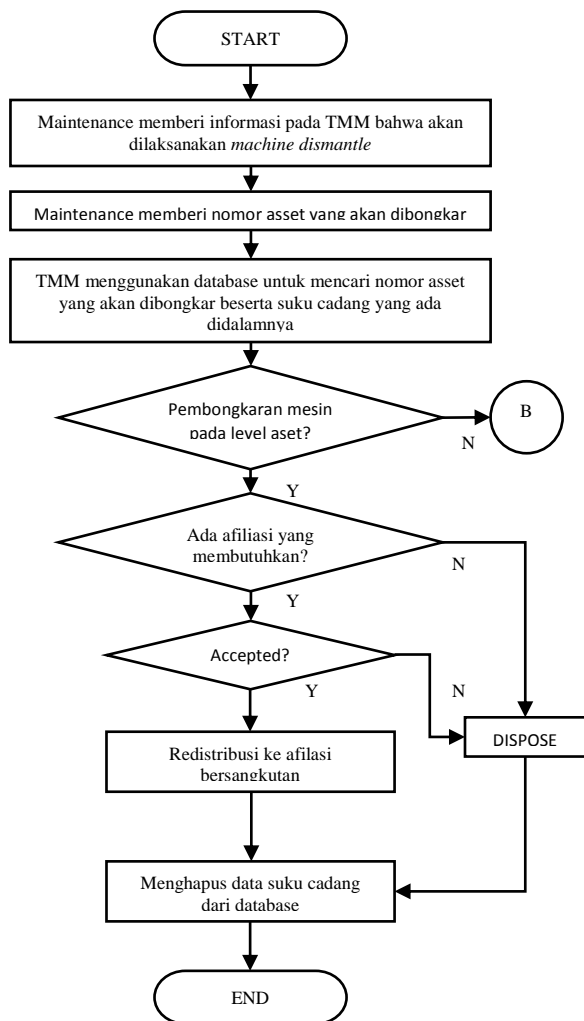 START
Maintenance memberi informasi pada TMM bahwa akan
dilaksanakan machine dismantle
Maintenance memberi nomor asset yang akan dibongkar
TMM menggunakan database untuk mencari nomor asset
yang akan dibongkar beserta suku cadang yang ada
didalamnya
Pembongkaran mesin
pada level aset?
B
N
Y
Ada afiliasi yang
membutuhkan?
N
Y
Accepted?
Y
N
Redistribusi ke afilasi
bersangkutan
DISPOSE
Menghapus data suku cadang
dari database
END